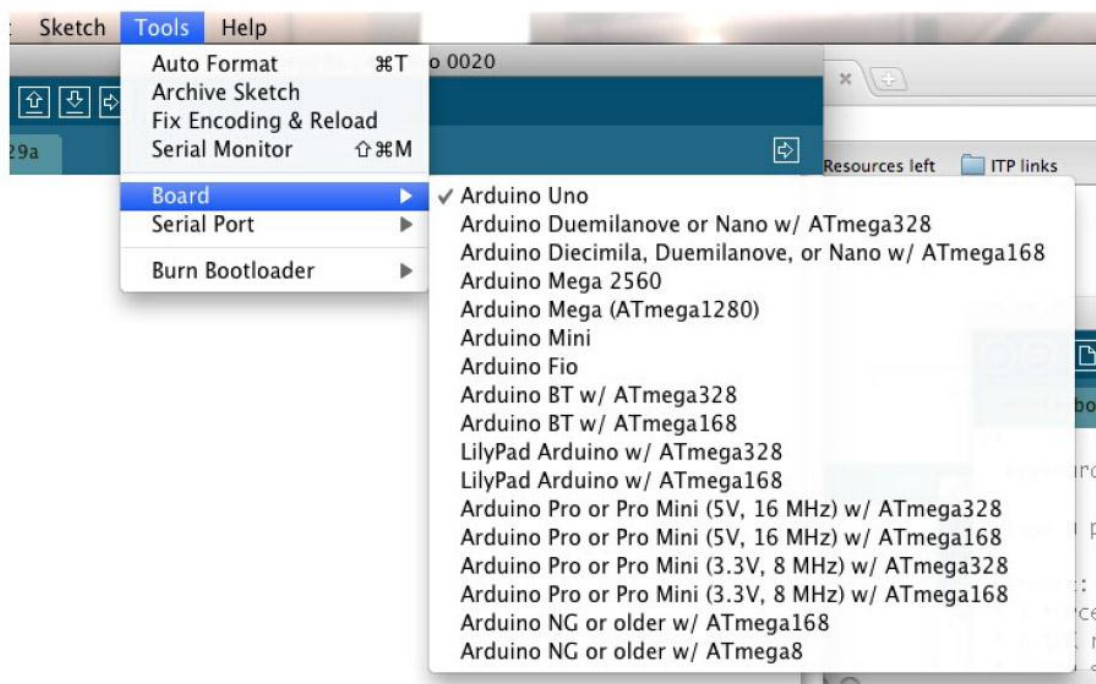 Sketch Tools Help
Auto Format ⌘T
Archive Sketch
Fix Encoding & Reload
Serial Monitor ⇧⌘M
Board
Serial Port
Burn Bootloader
o 0020
29a
Resources left ITP links
✓ Arduino Uno
Arduino Duemilanove or Nano w/ ATmega328
Arduino Diecimila, Duemilanove, or Nano w/ ATmega168
Arduino Mega 2560
Arduino Mega (ATmega1280)
Arduino Mini
Arduino Fio
Arduino BT w/ ATmega328
Arduino BT w/ ATmega168
LilyPad Arduino w/ ATmega328
LilyPad Arduino w/ ATmega168
Arduino Pro or Pro Mini (5V, 16 MHz) w/ ATmega328
Arduino Pro or Pro Mini (5V, 16 MHz) w/ ATmega168
Arduino Pro or Pro Mini (3.3V, 8 MHz) w/ ATmega328
Arduino Pro or Pro Mini (3.3V, 8 MHz) w/ ATmega168
Arduino NG or older w/ ATmega168
Arduino NG or older w/ ATmega8